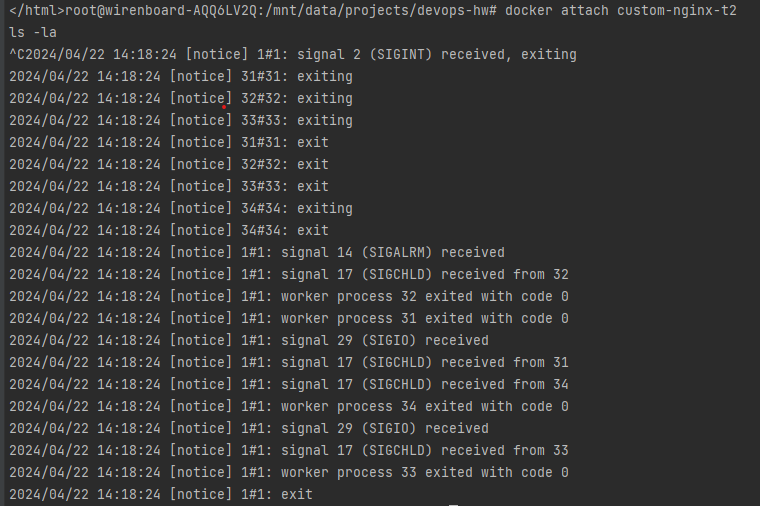 </html>root@wirenboard-AQQ6LV2Q:/mnt/data/projects/devops-hw# docker attach custom-nginx-t2
ls -la
^C2024/04/22 14:18:24 [notice] 1#1: signal 2 (SIGINT) received, exiting
2024/04/22 14:18:24 [notice] 31#31: exiting
2024/04/22 14:18:24 [notice] 32#32: exiting
2024/04/22 14:18:24 [notice] 33#33: exiting
2024/04/22 14:18:24 [notice] 31#31: exit
2024/04/22 14:18:24 [notice] 32#32: exit
2024/04/22 14:18:24 [notice] 33#33: exit
2024/04/22 14:18:24 [notice] 34#34: exiting
2024/04/22 14:18:24 [notice] 34#34: exit
2024/04/22 14:18:24 [notice] 1#1: signal 14 (SIGALRM) received
2024/04/22 14:18:24 [notice] 1#1: signal 17 (SIGCHLD) received from 32
2024/04/22 14:18:24 [notice] 1#1: worker process 32 exited with code 0
2024/04/22 14:18:24 [notice] 1#1: worker process 31 exited with code 0
2024/04/22 14:18:24 [notice] 1#1: signal 29 (SIGIO) received
2024/04/22 14:18:24 [notice] 1#1: signal 17 (SIGCHLD) received from 31
2024/04/22 14:18:24 [notice] 1#1: signal 17 (SIGCHLD) received from 34
2024/04/22 14:18:24 [notice] 1#1: worker process 34 exited with code 0
2024/04/22 14:18:24 [notice] 1#1: signal 29 (SIGIO) received
2024/04/22 14:18:24 [notice] 1#1: signal 17 (SIGCHLD) received from 33
2024/04/22 14:18:24 [notice] 1#1: worker process 33 exited with code 0
2024/04/22 14:18:24 [notice] 1#1: exit